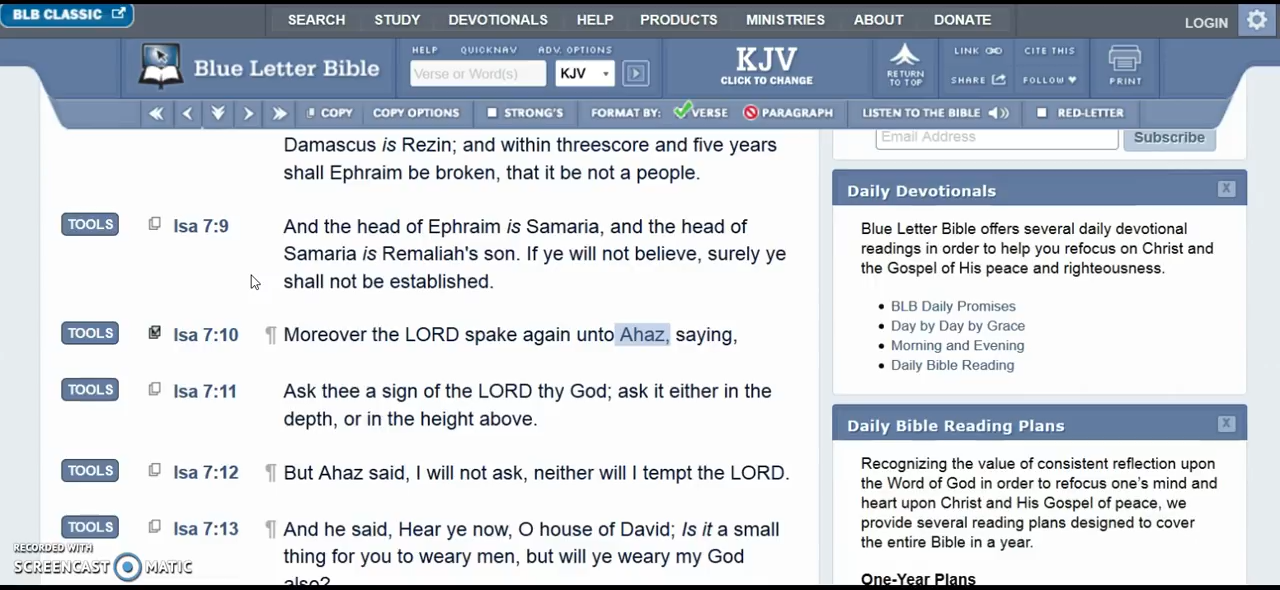 BLB CLASSIC
SEARCH STUDY DEVOTIONALS HELP PRODUCTS MINISTRIES ABOUT DONATE
LOGIN
Blue Letter Bible
HELP QUICKNAV ADV. OPTIONS
Verse or Word(s) KJV
KJV
CLICK TO CHANGE
RETURN
TO TOP
LINK CITE THIS
SHARE FOLLOW
PRINT
COPY COPY OPTIONS STRONG'S FORMAT BY: VERSE PARAGRAPH LISTEN TO THE BIBLE RED-LETTER
Damascus is Rezin; and within threescore and five years
shall Ephraim be broken, that it be not a people.
TOOLS Isa 7:9 And the head of Ephraim is Samaria, and the head of
Samaria is Remaliah's son. If ye will not believe, surely ye
shall not be established.
TOOLS Isa 7:10 ¶ Moreover the LORD spake again unto Ahaz, saying,
TOOLS Isa 7:11 Ask thee a sign of the LORD thy God; ask it either in the
depth, or in the height above.
TOOLS Isa 7:12 ¶ But Ahaz said, I will not ask, neither will I tempt the LORD.
TOOLS Isa 7:13 ¶ And he said, Hear ye now, O house of David; Is it a small
thing for you to weary men, but will ye weary my God
also?
Email Address Subscribe
Daily Devotionals X
Blue Letter Bible offers several daily devotional
readings in order to help you refocus on Christ and
the Gospel of His peace and righteousness.
• BLB Daily Promises
• Day by Day by Grace
• Morning and Evening
• Daily Bible Reading
Daily Bible Reading Plans X
Recognizing the value of consistent reflection upon
the Word of God in order to refocus one's mind and
heart upon Christ and His Gospel of peace, we
provide several reading plans designed to cover
the entire Bible in a year.
One-Year Plans
RECORDED WITH
SCREENCAST MATIC